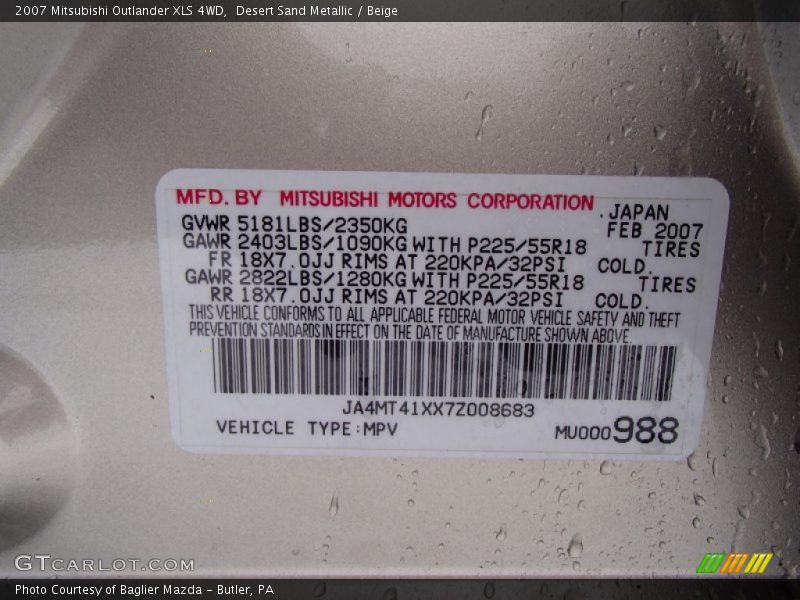 2007 Mitsubishi Outlander XLS 4WD, Desert Sand Metallic / Beige
MFD. BY MITSUBISHI MOTORS CORPORATION, JAPAN
GVWR 5181LBS/2350KG FEB 2007
GAWR 2403LBS/1090KG WITH P225/55R18 TIRES
FR 18X7.0JJ RIMS AT 220KPA/32PSI COLD.
GAWR 2822LBS/1280KG WITH P225/55R18 TIRES
RR 18X7.0JJ RIMS AT 220KPA/32PSI COLD.
THIS VEHICLE CONFORMS TO ALL APPLICABLE FEDERAL MOTOR VEHICLE SAFETY AND THEFT
PREVENTION STANDARDS IN EFFECT ON THE DATE OF MANUFACTURE SHOWN ABOVE.
JA4MT41XX7Z008683
VEHICLE TYPE:MPV MU000988
GTCARLOT.COM
Photo Courtesy of Baglier Mazda - Butler, PA